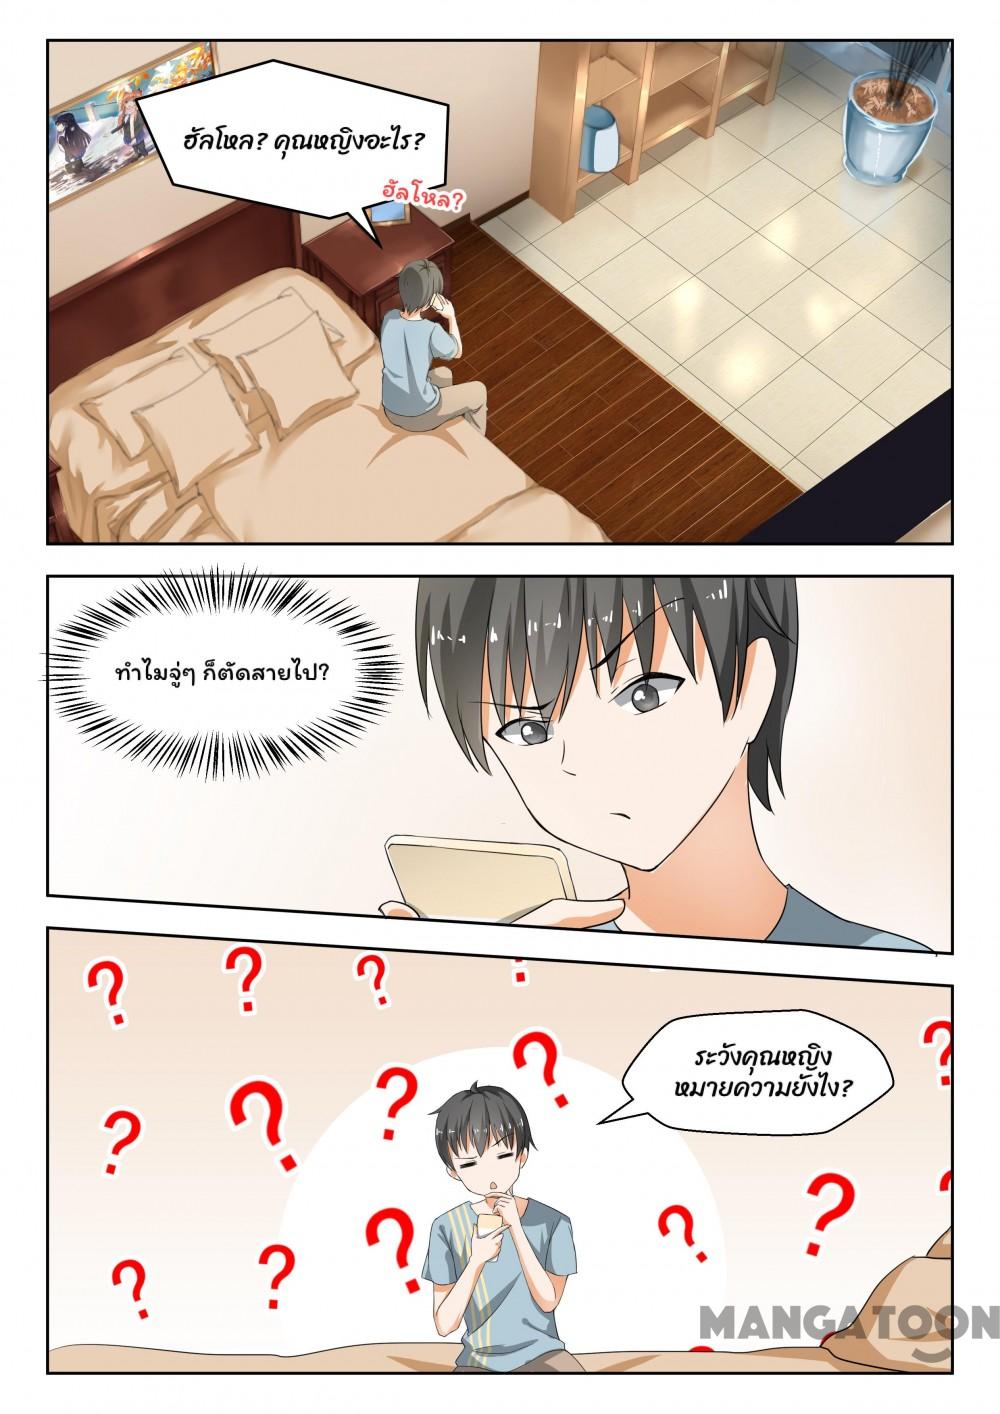 ฮัลโหล? คุณหญิงอะไร?
ฮัลโหล?
ทำไมจู่ๆ ก็ตัดสายไป?
ระวังคุณหญิง
หมายความยังไง?
MANGATOON